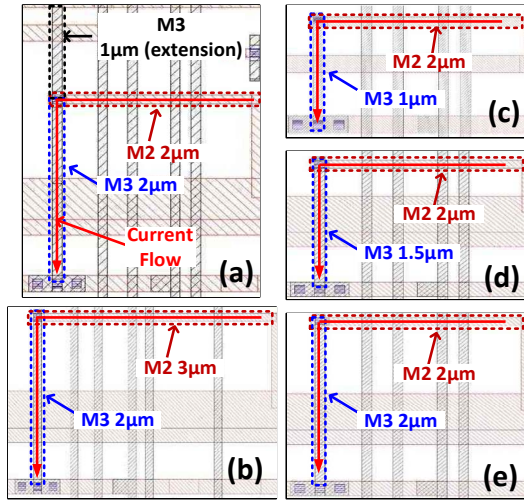 M3
1µm (extension)
M2 2µm
M3 2µm
Current
Flow
(a)
M2 3µm
M3 2µm
(b)
M2 2µm
M3 1µm
(c)
M2 2µm
M3 1.5µm
(d)
M2 2µm
M3 2µm
(e)